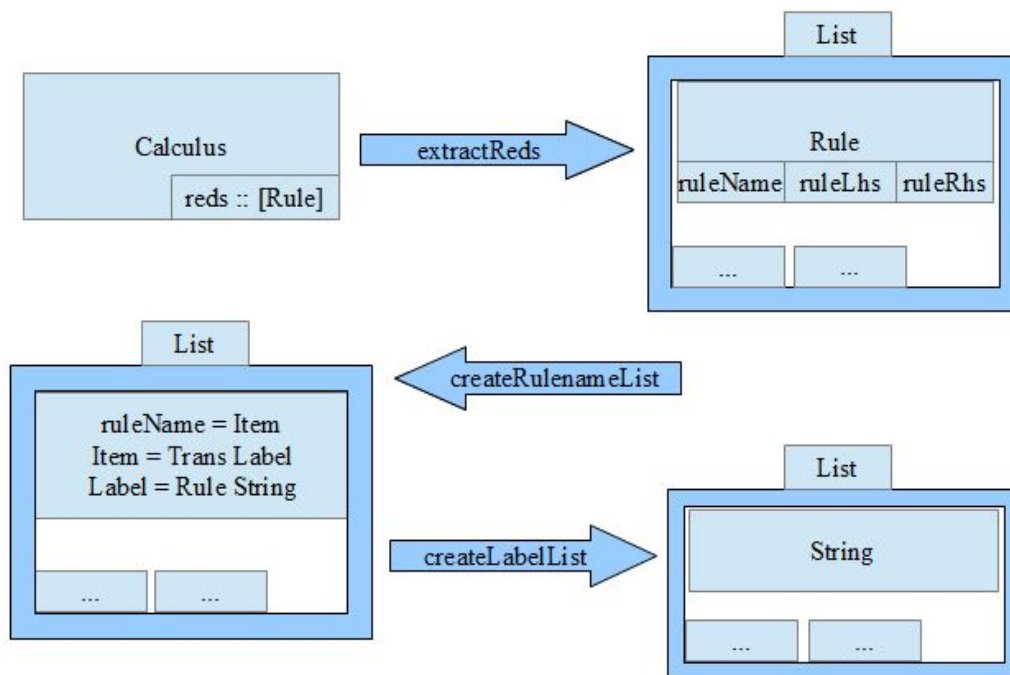 List
Calculus
reds :: [Rule]
extractReds
Rule
ruleName
ruleLhs
ruleRhs
...
...
List
createRulenameList
ruleName = Item
Item = Trans Label
Label = Rule String
...
...
createLabelList
List
String
...
...